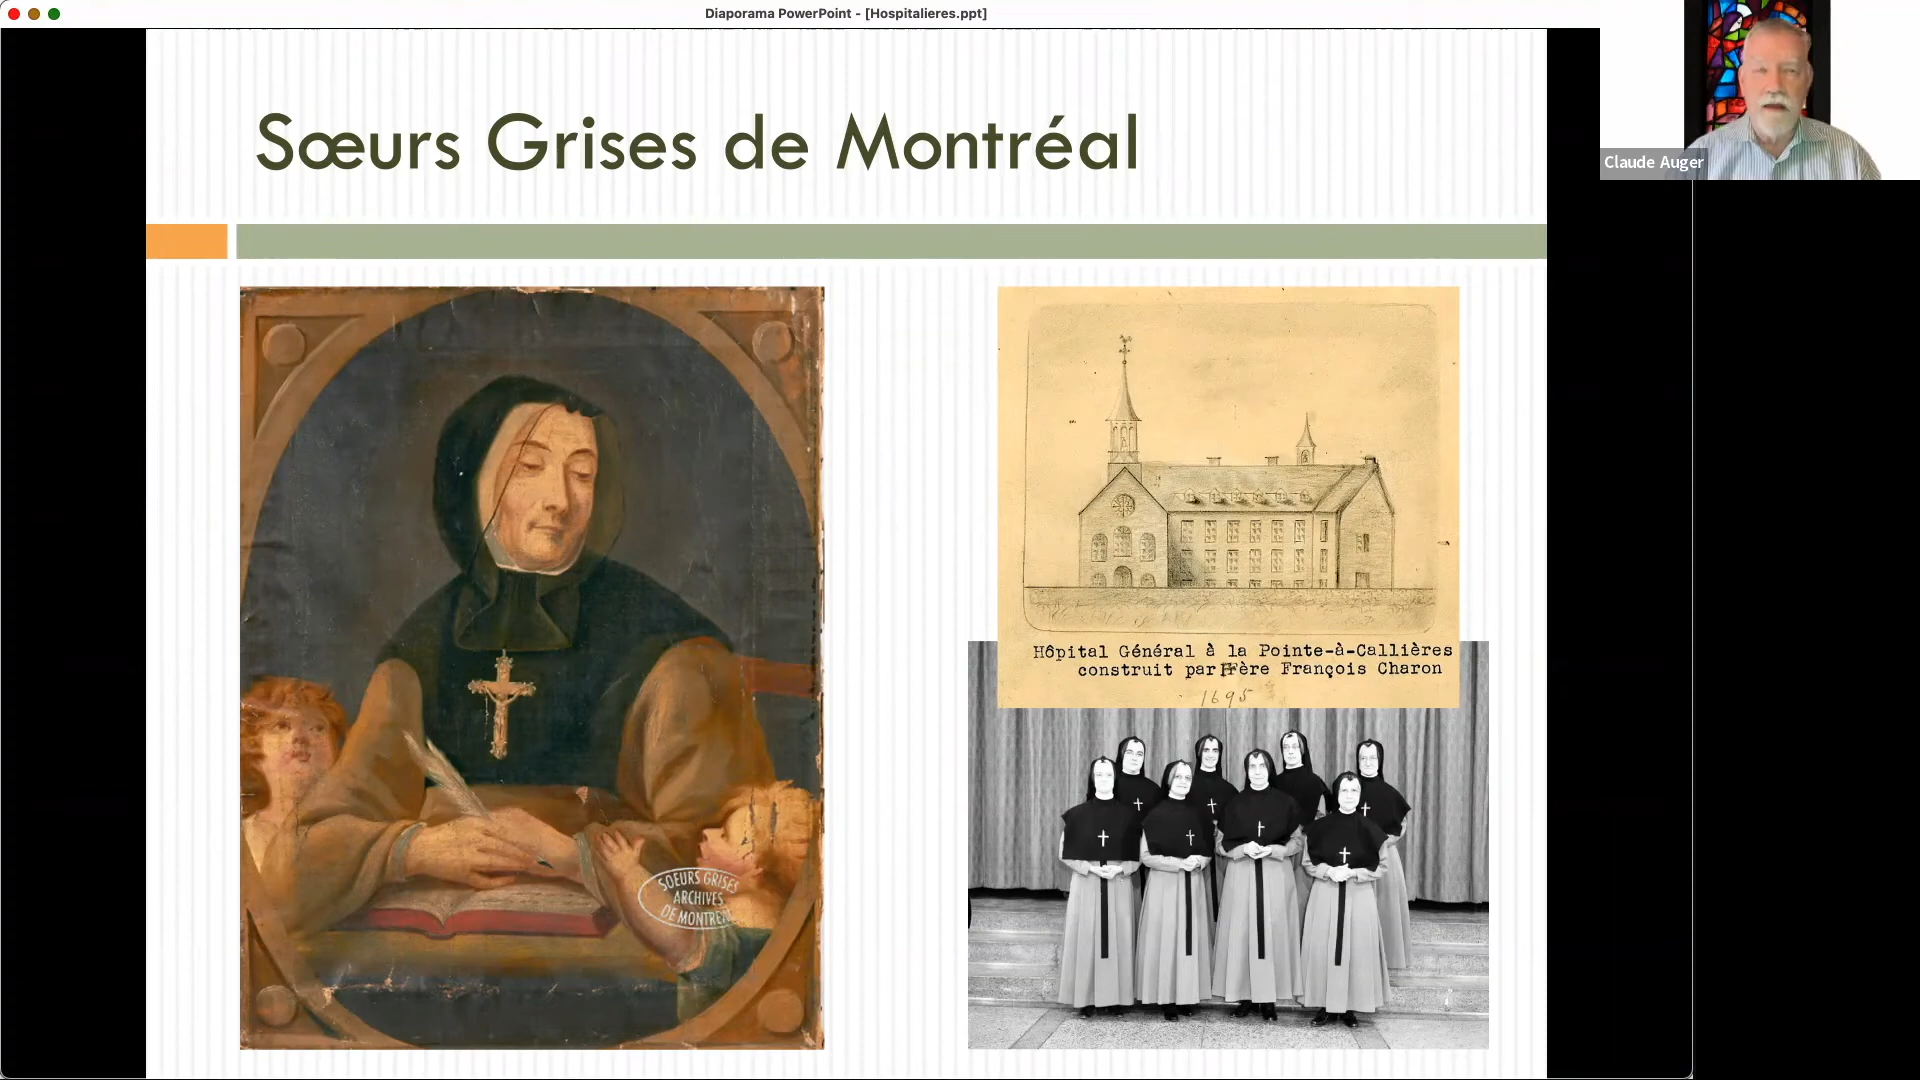 Diaporama PowerPoint - [Hospitalieres.ppt]
Claude Auger
Sœurs Grises de Montréal
Hôpital Général à la Pointe-à-Callières
construit par Frère François Charon
1695
SOEURS GRISES
ARCHIVES
DE MONTRÉAL